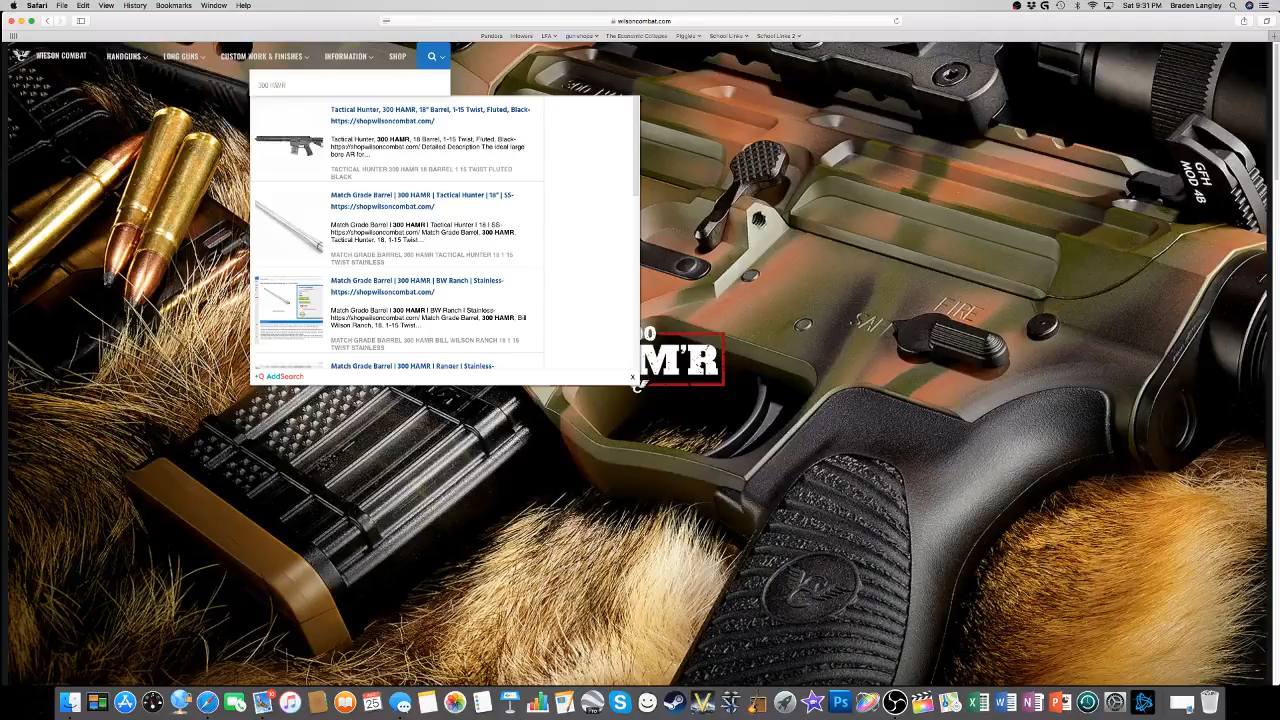 Safari File Edit View History Bookmarks Window Help
Sat 9:31 PM Braden Langley
wilsoncombat.com
Pandora Infowars LFA gun shops The Economic Collapse Piggies School Links School Links 2
WILSON COMBAT HANDGUNS LONG GUNS CUSTOM WORK & FINISHES INFORMATION SHOP
300 HAMR
Tactical Hunter, 300 HAMR, 18" Barrel, 1-15 Twist, Fluted, Black-
https://shopwilsoncombat.com/
Tactical Hunter, 300 HAMR, 18 Barrel, 1-15 Twist, Fluted, Black-
https://shopwilsoncombat.com/ Detailed Description The ideal large
bore AR for...
TACTICAL HUNTER 300 HAMR 18 BARREL 1 15 TWIST FLUTED
BLACK
Match Grade Barrel | 300 HAMR | Tactical Hunter | 18" | SS-
https://shopwilsoncombat.com/
Match Grade Barrel | 300 HAMR | Tactical Hunter | 18 | SS-
https://shopwilsoncombat.com/ Match Grade Barrel, 300 HAMR,
Tactical Hunter, 18, 1-15 Twist...
MATCH GRADE BARREL 300 HAMR TACTICAL HUNTER 18 1 15
TWIST STAINLESS
Match Grade Barrel | 300 HAMR | BW Ranch | Stainless-
https://shopwilsoncombat.com/
Match Grade Barrel | 300 HAMR | BW Ranch | Stainless-
https://shopwilsoncombat.com/ Match Grade Barrel, 300 HAMR, Bill
Wilson Ranch, 18, 1-15 Twist...
MATCH GRADE BARREL 300 HAMR BILL WILSON RANCH 18 1 15
TWIST STAINLESS
Match Grade Barrel | 300 HAMR | Ranger | Stainless-
AddSearch
X
GFH
MOD 4B
FIRE
M'R
25
Ps